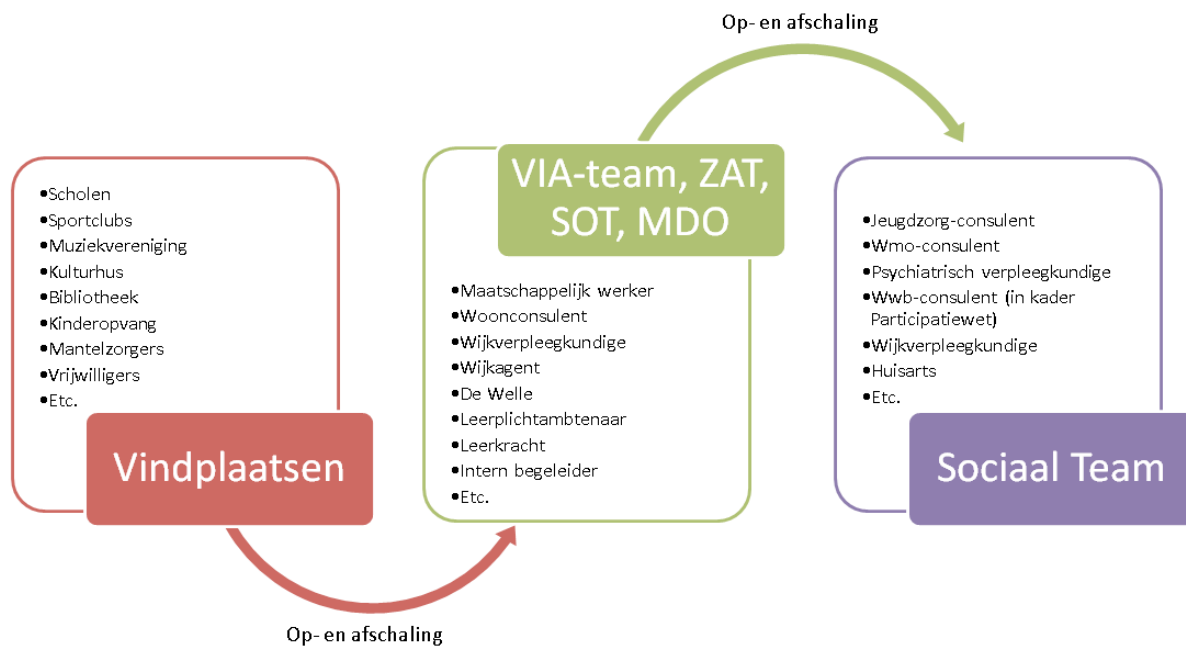 Op- en afschaling
•Scholen
•Sportclubs
•Muziekvereniging
•Kulturhus
•Bibliotheek
•Kinderopvang
•Mantelzorgers
•Vrijwilligers
•Etc.
Vindplaatsen
Op- en afschaling
VIA-team, ZAT,
SOT, MDO
•Maatschappelijk werker
•Woonconsulent
•Wijkverpleegkundige
•Wijkagent
•De Welle
•Leerplichtambtenaar
•Leerkracht
•Intern begeleider
•Etc.
•Jeugdzorg-consulent
•Wmo-consulent
•Psychiatrisch verpleegkundige
•Wwb-consulent (in kader
Participatiewet)
•Wijkverpleegkundige
•Huisarts
•Etc.
Sociaal Team